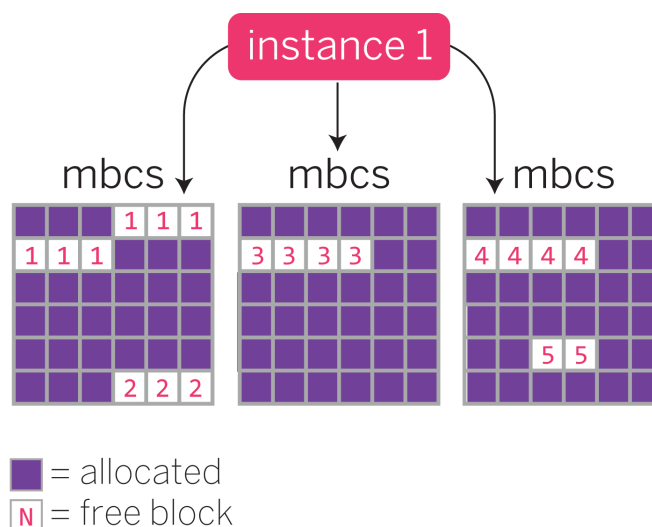 instance 1
mbcs mbcs mbcs
1 1 1
1 1 1 3 3 3 3 4 4 4 4
5 5
2 2 2
= allocated
N = free block